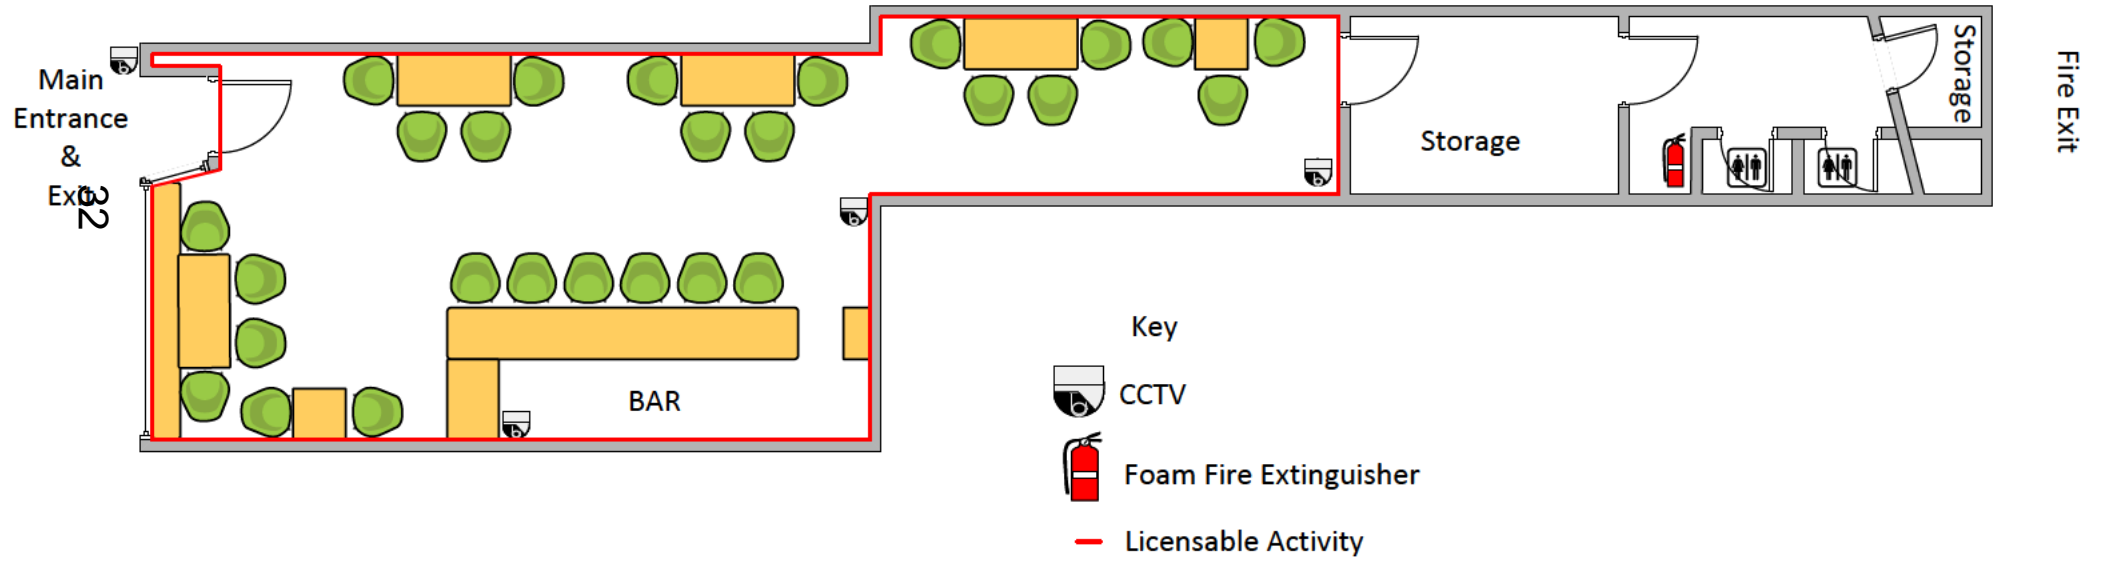 Main
Entrance
&
Exit
32
Storage
Storage
Fire Exit
BAR
Key
CCTV
Foam Fire Extinguisher
Licensable Activity